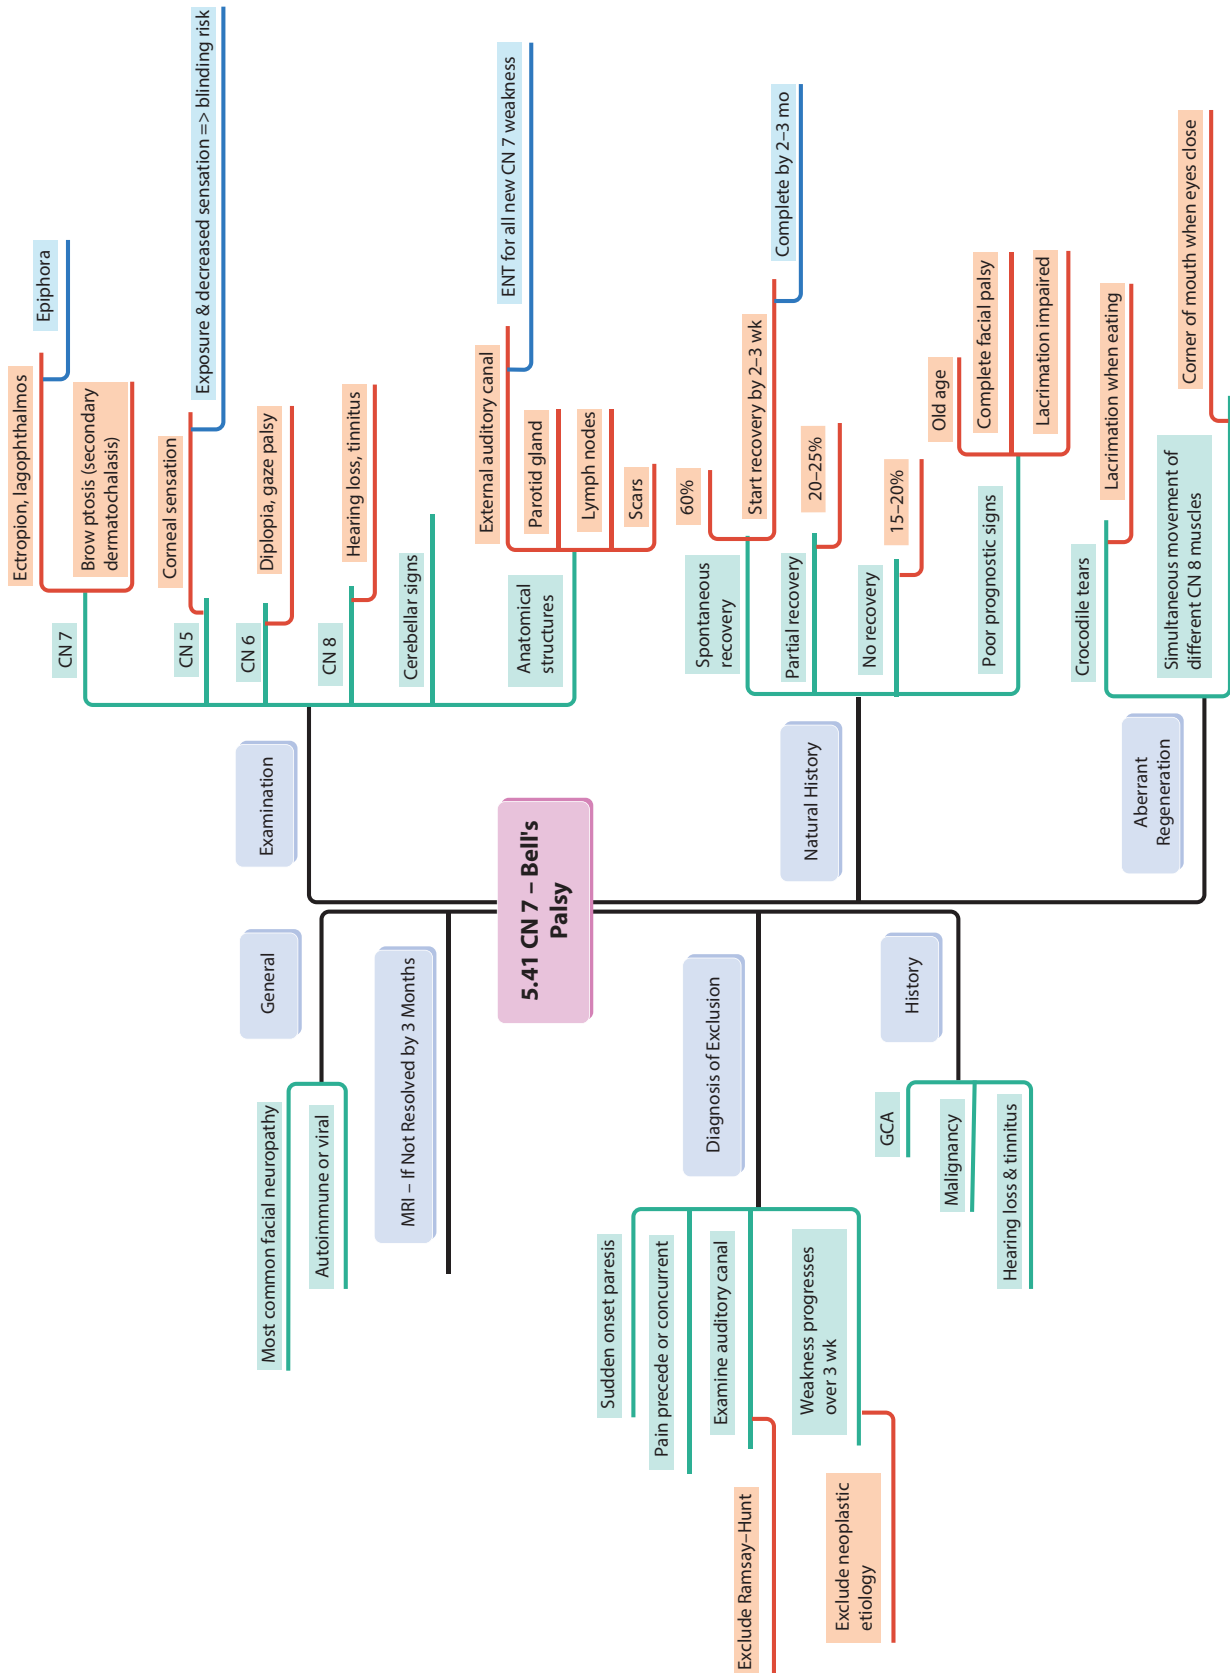 5.41 CN 7 – Bell's
Palsy
General
Most common facial neuropathy
Autoimmune or viral
MRI – If Not Resolved by 3 Months
Diagnosis of Exclusion
Sudden onset paresis
Pain precede or concurrent
Examine auditory canal
Exclude Ramsay–Hunt
Weakness progresses
over 3 wk
Exclude neoplastic
etiology
History
GCA
Malignancy
Hearing loss & tinnitus
Examination
CN 7
Ectropion, lagophthalmos
Epiphora
Brow ptosis (secondary
dermatochalasis)
CN 5
Corneal sensation
Exposure & decreased sensation => blinding risk
CN 6
Diplopia, gaze palsy
CN 8
Hearing loss, tinnitus
Cerebellar signs
Anatomical
structures
External auditory canal
ENT for all new CN 7 weakness
Parotid gland
Lymph nodes
Scars
Natural History
Spontaneous
recovery
60%
Start recovery by 2–3 wk
Complete by 2–3 mo
Partial recovery
20–25%
No recovery
15–20%
Poor prognostic signs
Old age
Complete facial palsy
Lacrimation impaired
Aberrant
Regeneration
Crocodile tears
Lacrimation when eating
Simultaneous movement of
different CN 8 muscles
Corner of mouth when eyes close